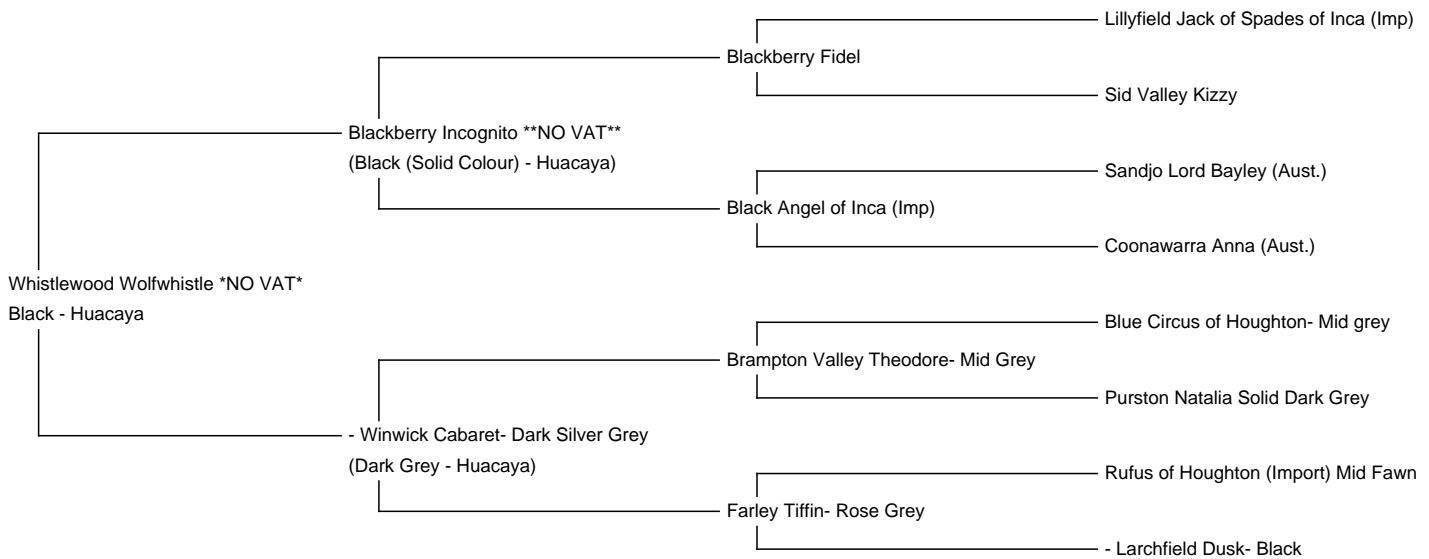 Lillyfield Jack of Spades of Inca (Imp)
Blackberry Fidel
Sid Valley Kizzy
Blackberry Incognito **NO VAT**
(Black (Solid Colour) - Huacaya)
Sandjo Lord Bayley (Aust.)
Black Angel of Inca (Imp)
Coonawarra Anna (Aust.)
Whistlewood Wolfwhistle *NO VAT*
Black - Huacaya
Blue Circus of Houghton- Mid grey
Brampton Valley Theodore- Mid Grey
Purston Natalia Solid Dark Grey
- Winwick Cabaret- Dark Silver Grey
(Dark Grey - Huacaya)
Rufus of Houghton (Import) Mid Fawn
Farley Tiffin- Rose Grey
- Larchfield Dusk- Black